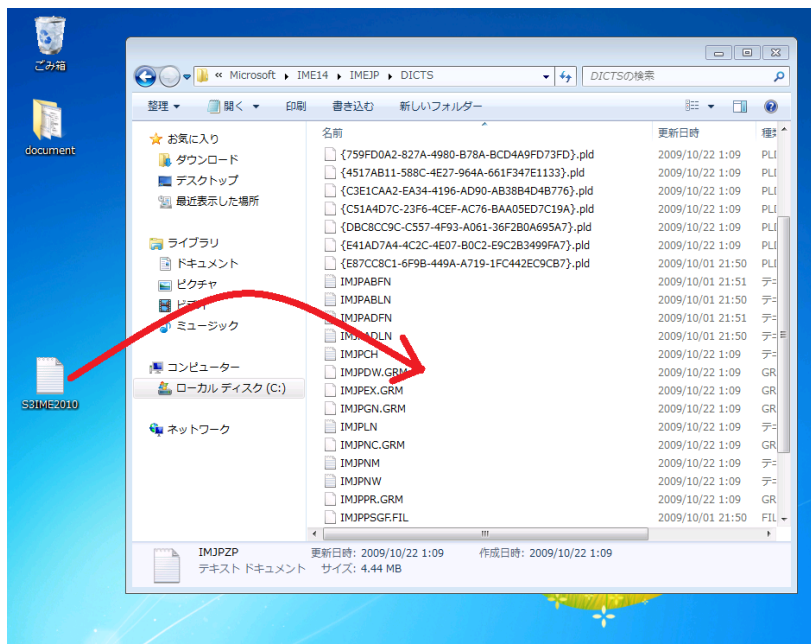 ごみ箱
document
S3IME2010
« Microsoft ▸ IME14 ▸ IMEJP ▸ DICTS
DICTSの検索
整理 開く 印刷 書き込む 新しいフォルダー
お気に入り
ダウンロード
デスクトップ
最近表示した場所
ライブラリ
ドキュメント
ピクチャ
ミュージック
コンピューター
ローカル ディスク (C:)
ネットワーク
名前 更新日時
{759FD0A2-827A-4980-B78A-BCD4A9FD73FD}.pld 2009/10/22 1:09
{4517AB11-588C-4E27-964A-661F347E1133}.pld 2009/10/22 1:09
{C3E1CAA2-EA34-4196-AD90-AB38B4D4B776}.pld 2009/10/22 1:09
{C51A4D7C-23F6-4CEF-AC76-BAA05ED7C19A}.pld 2009/10/22 1:09
{DBC8CC9C-C557-4F93-A061-36F2B0A695A7}.pld 2009/10/22 1:09
{E41AD7A4-4C2C-4E07-B0C2-E9C2B3499FA7}.pld 2009/10/22 1:09
{E87CC8C1-6F9B-449A-A719-1FC442EC9CB7}.pld 2009/10/01 21:50
IMJPABFN 2009/10/01 21:51
IMJPABLN 2009/10/01 21:50
IMJPADFN 2009/10/01 21:51
IMJPADLN 2009/10/01 21:50
IMJPCH 2009/10/22 1:09
IMJPDW.GRM 2009/10/22 1:09 GR
IMJPEX.GRM 2009/10/22 1:09 GR
IMJPGN.GRM 2009/10/22 1:09 GR
IMJPLN 2009/10/22 1:09
IMJPNC.GRM 2009/10/22 1:09 GR
IMJPNM 2009/10/22 1:09
IMJPNW 2009/10/22 1:09
IMJPPR.GRM 2009/10/22 1:09 GR
IMJPPSGF.FIL 2009/10/01 21:50 FIL
IMJPZP 更新日時: 2009/10/22 1:09 作成日時: 2009/10/22 1:09
テキスト ドキュメント サイズ: 4.44 MB